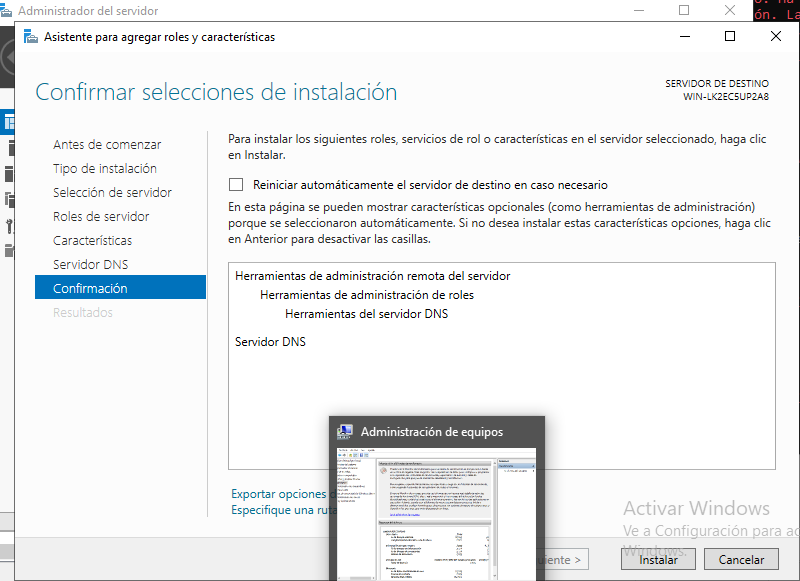 Administrador del servidor
ón. La
Asistente para agregar roles y características
Confirmar selecciones de instalación
SERVIDOR DE DESTINO
WIN-LK2EC5UP2A8
Antes de comenzar
Tipo de instalación
Selección de servidor
Roles de servidor
Características
Servidor DNS
Confirmación
Resultados
Para instalar los siguientes roles, servicios de rol o características en el servidor seleccionado, haga clic
en Instalar.
Reiniciar automáticamente el servidor de destino en caso necesario
En esta página se pueden mostrar características opcionales (como herramientas de administración)
porque se seleccionaron automáticamente. Si no desea instalar estas características opciones, haga clic
en Anterior para desactivar las casillas.
Herramientas de administración remota del servidor
Herramientas de administración de roles
Herramientas del servidor DNS
Servidor DNS
Administración de equipos
Exportar opciones d
Especifique una ruta
Activar Windows
Ve a Configuración para ac
Windows.
uiente >
Instalar
Cancelar